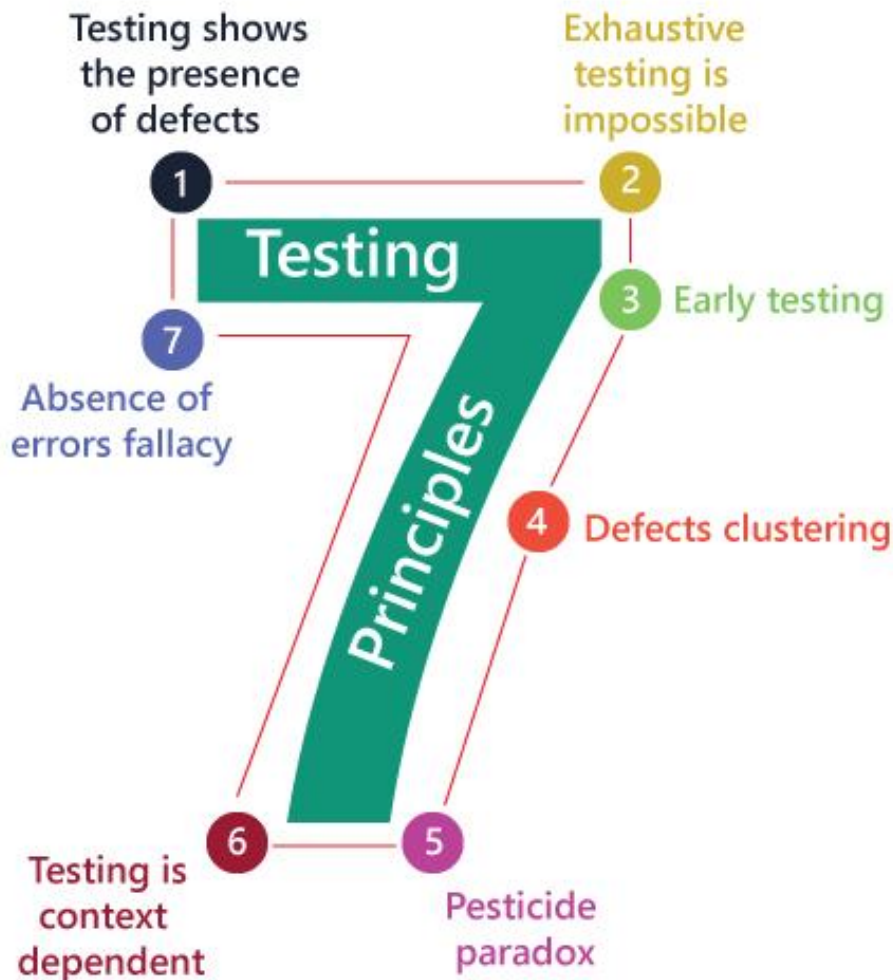 Testing shows
the presence
of defects
Exhaustive
testing is
impossible
1
2
Testing
3
Early testing
7
Absence of
errors fallacy
Principles
4
Defects clustering
6
5
Testing is
context
dependent
Pesticide
paradox